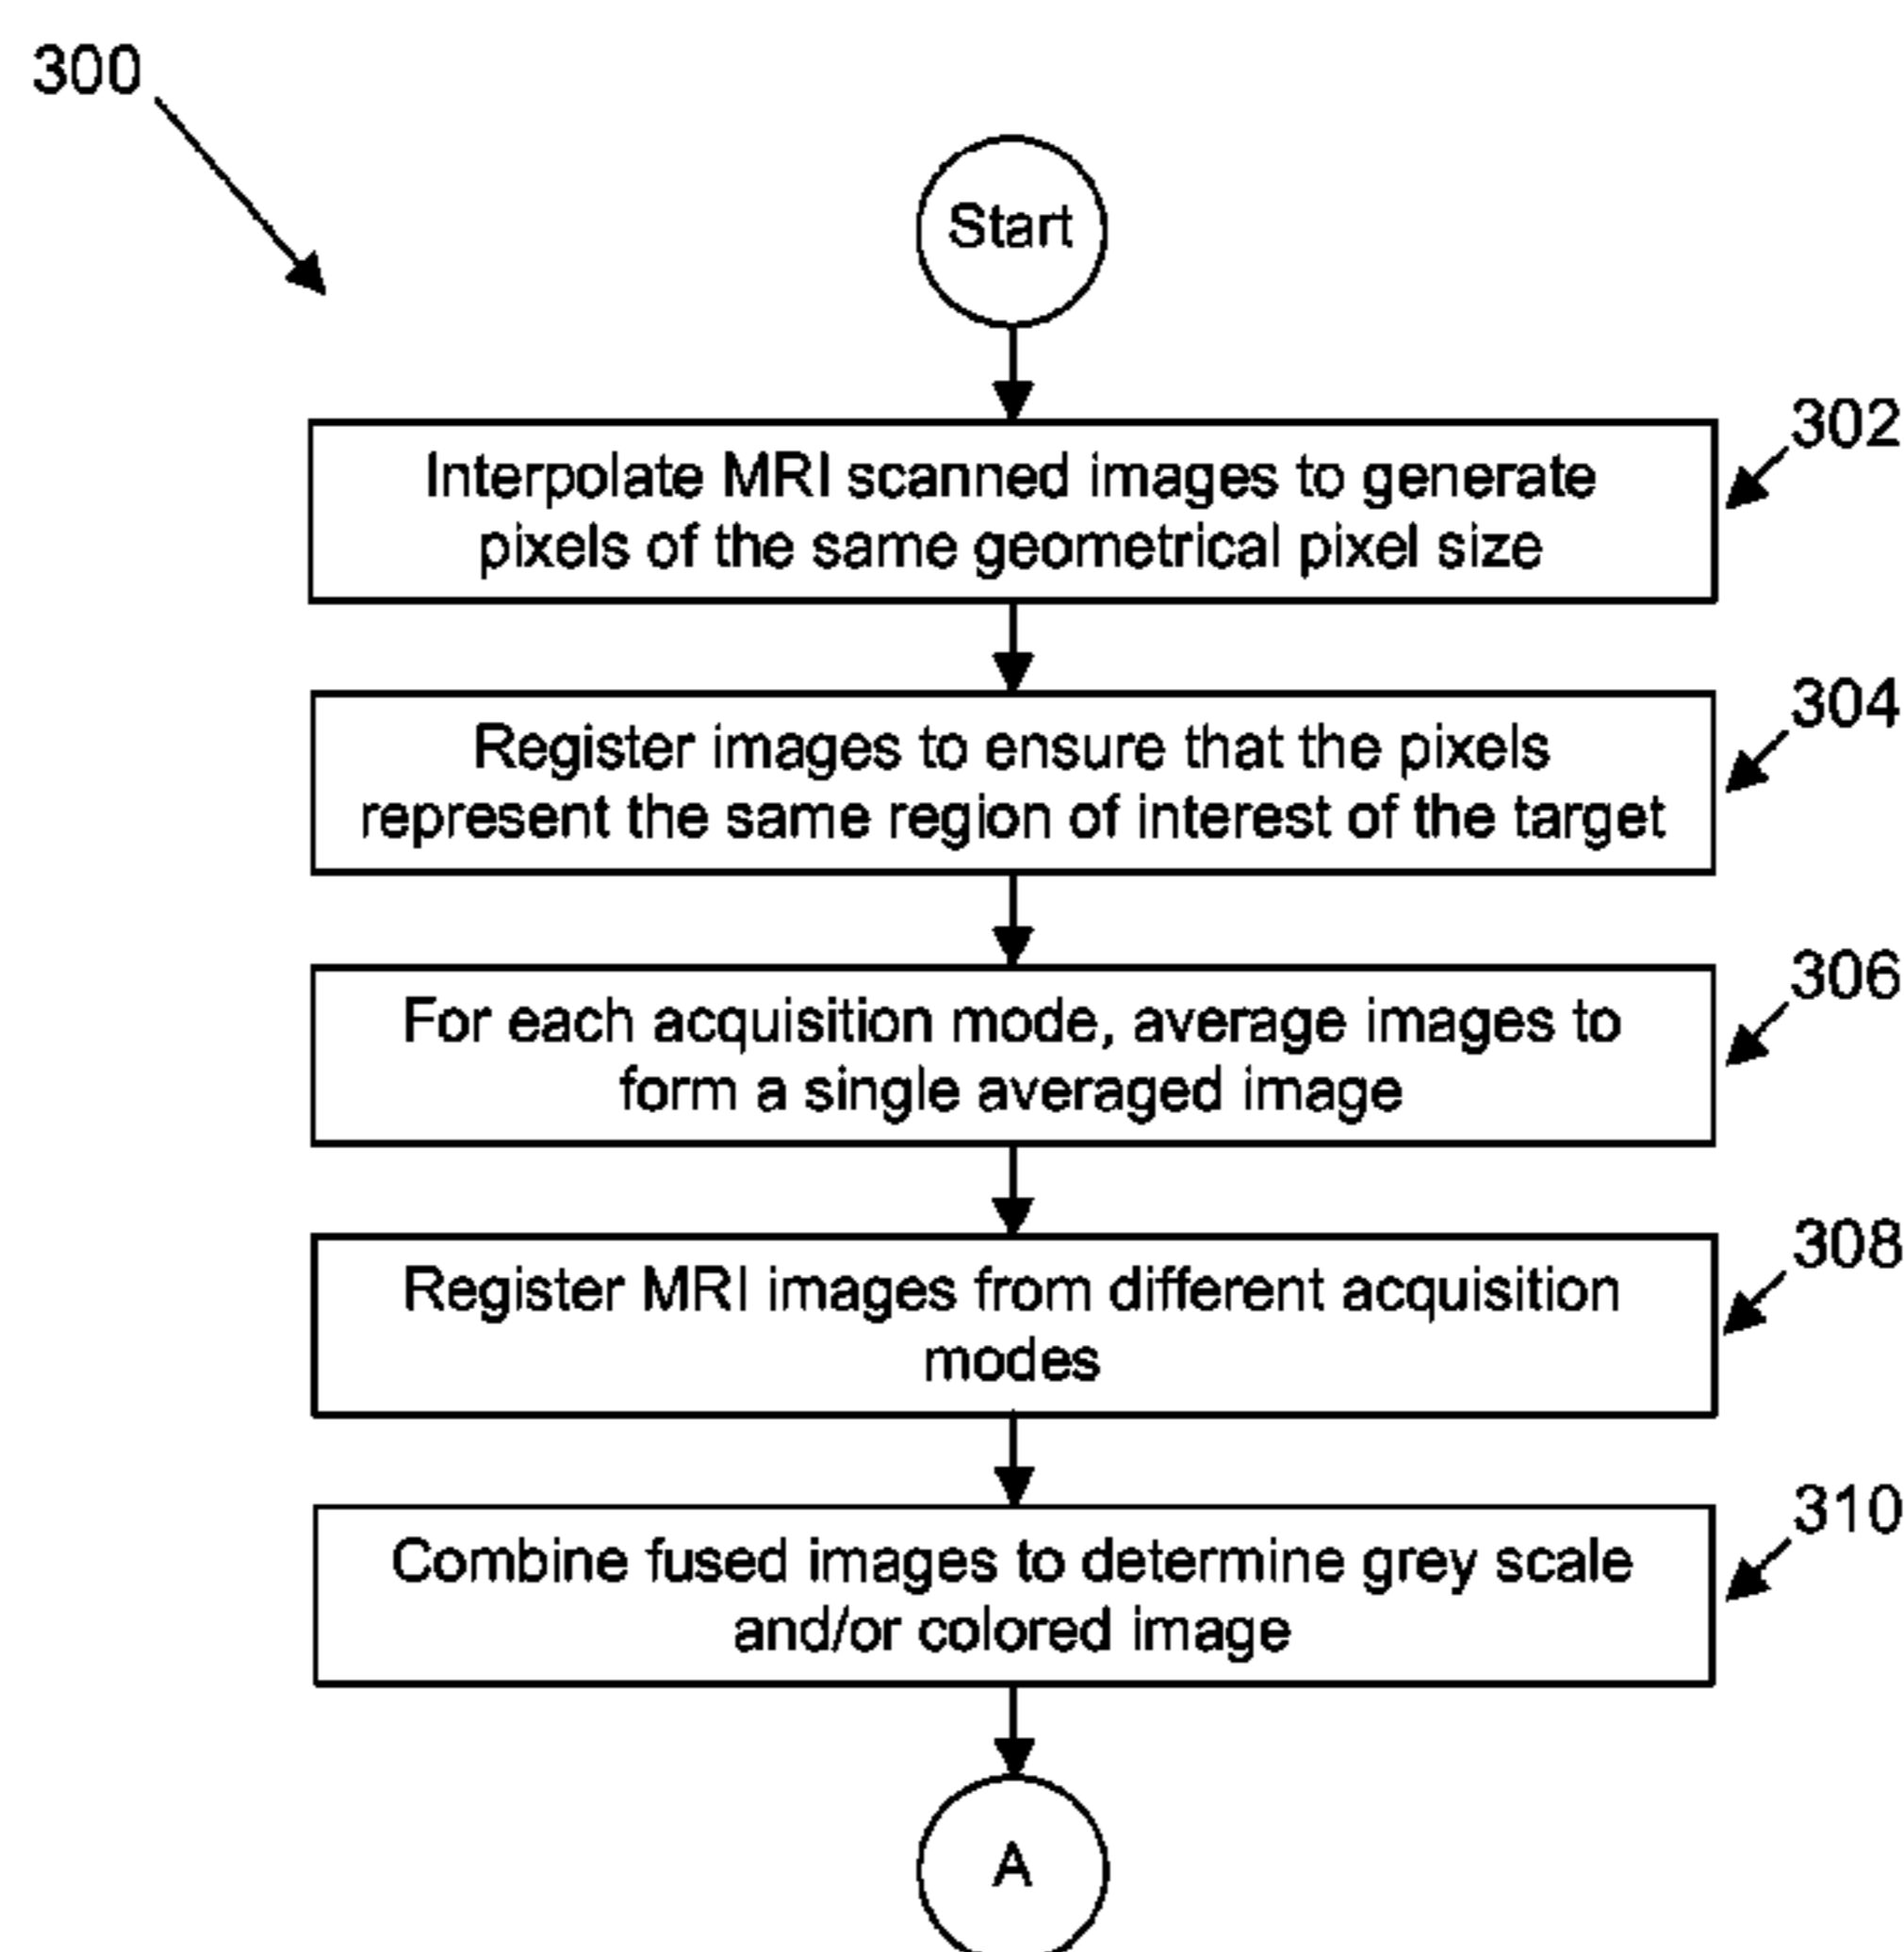 300
Start
302
Interpolate MRI scanned images to generate
pixels of the same geometrical pixel size
304
Register images to ensure that the pixels
represent the same region of interest of the target
306
For each acquisition mode, average images to
form a single averaged image
308
Register MRI images from different acquisition
modes
310
Combine fused images to determine grey scale
and/or colored image
A